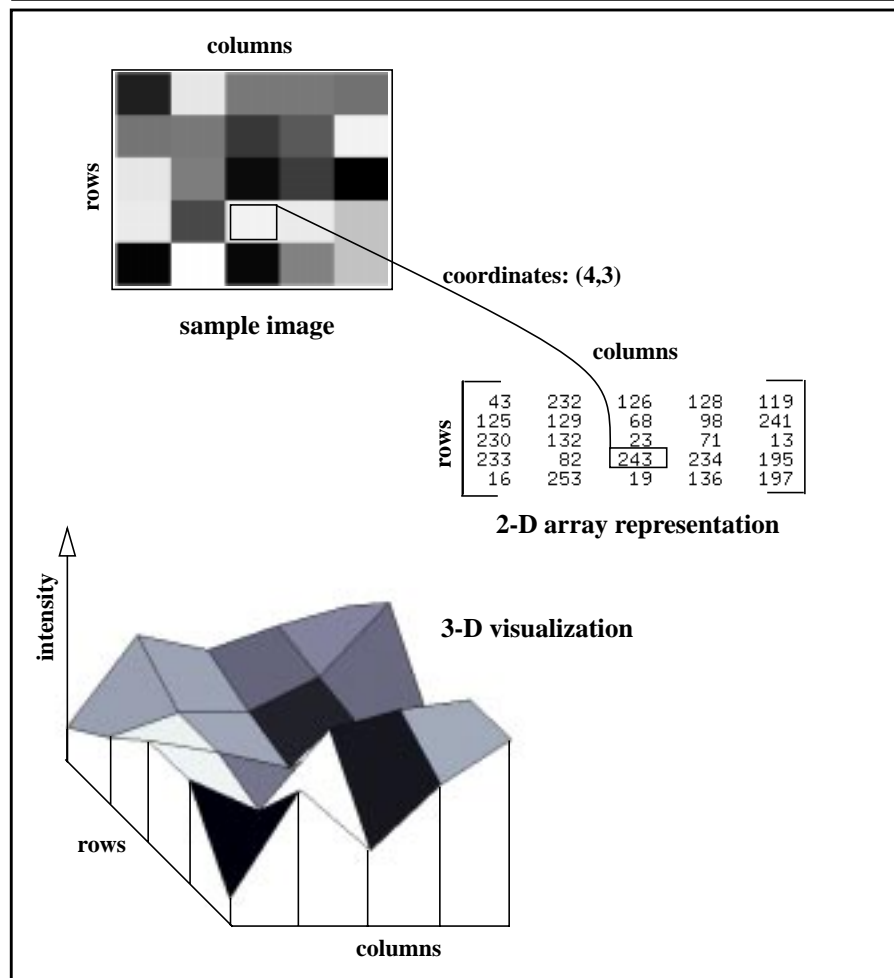 columns
rows
coordinates: (4,3)
sample image
columns
rows
43 232 126 128 119
125 129 68 98 241
230 132 23 71 13
233 82 243 234 195
16 253 19 136 197
2-D array representation
intensity
3-D visualization
rows
columns